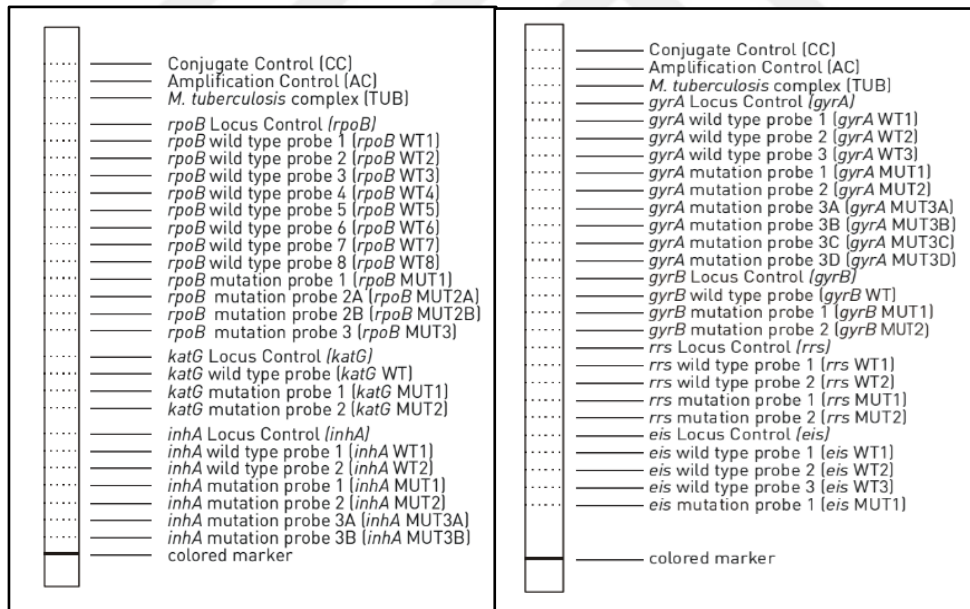 Conjugate Control (CC)
Amplification Control (AC)
M. tuberculosis complex (TUB)
rpoB Locus Control (rpoB)
rpoB wild type probe 1 (rpoB WT1)
rpoB wild type probe 2 (rpoB WT2)
rpoB wild type probe 3 (rpoB WT3)
rpoB wild type probe 4 (rpoB WT4)
rpoB wild type probe 5 (rpoB WT5)
rpoB wild type probe 6 (rpoB WT6)
rpoB wild type probe 7 (rpoB WT7)
rpoB wild type probe 8 (rpoB WT8)
rpoB mutation probe 1 (rpoB MUT1)
rpoB mutation probe 2A (rpoB MUT2A)
rpoB mutation probe 2B (rpoB MUT2B)
rpoB mutation probe 3 (rpoB MUT3)
katG Locus Control (katG)
katG wild type probe (katG WT)
katG mutation probe 1 (katG MUT1)
katG mutation probe 2 (katG MUT2)
inhA Locus Control (inhA)
inhA wild type probe 1 (inhA WT1)
inhA wild type probe 2 (inhA WT2)
inhA mutation probe 1 (inhA MUT1)
inhA mutation probe 2 (inhA MUT2)
inhA mutation probe 3A (inhA MUT3A)
inhA mutation probe 3B (inhA MUT3B)
colored marker
Conjugate Control (CC)
Amplification Control (AC)
M. tuberculosis complex (TUB)
gyrA Locus Control (gyrA)
gyrA wild type probe 1 (gyrA WT1)
gyrA wild type probe 2 (gyrA WT2)
gyrA wild type probe 3 (gyrA WT3)
gyrA mutation probe 1 (gyrA MUT1)
gyrA mutation probe 2 (gyrA MUT2)
gyrA mutation probe 3A (gyrA MUT3A)
gyrA mutation probe 3B (gyrA MUT3B)
gyrA mutation probe 3C (gyrA MUT3C)
gyrA mutation probe 3D (gyrA MUT3D)
gyrB Locus Control (gyrB)
gyrB wild type probe (gyrB WT)
gyrB mutation probe 1 (gyrB MUT1)
gyrB mutation probe 2 (gyrB MUT2)
rrs Locus Control (rrs)
rrs wild type probe 1 (rrs WT1)
rrs wild type probe 2 (rrs WT2)
rrs mutation probe 1 (rrs MUT1)
rrs mutation probe 2 (rrs MUT2)
eis Locus Control (eis)
eis wild type probe 1 (eis WT1)
eis wild type probe 2 (eis WT2)
eis wild type probe 3 (eis WT3)
eis mutation probe 1 (eis MUT1)
colored marker